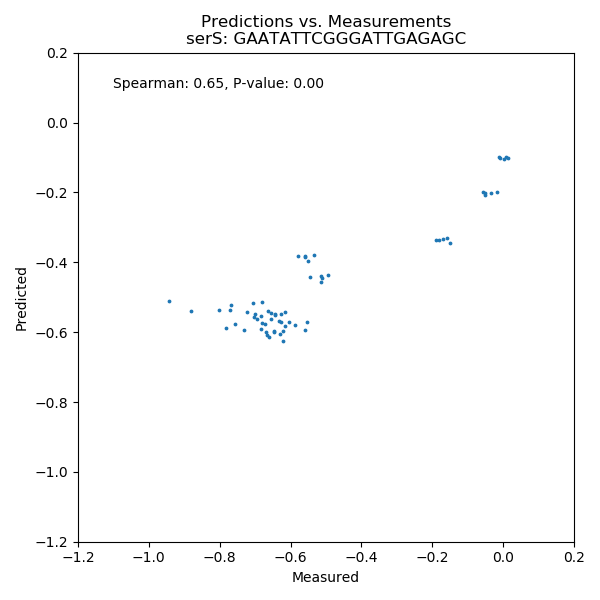 Predictions vs. Measurements
serS: GAATATTCGGGATTGAGAGC
Spearman: 0.65, P-value: 0.00
0.2
0.0
−0.2
−0.4
−0.6
−0.8
−1.0
−1.2
Predicted
−1.2 −1.0 −0.8 −0.6 −0.4 −0.2 0.0 0.2
Measured